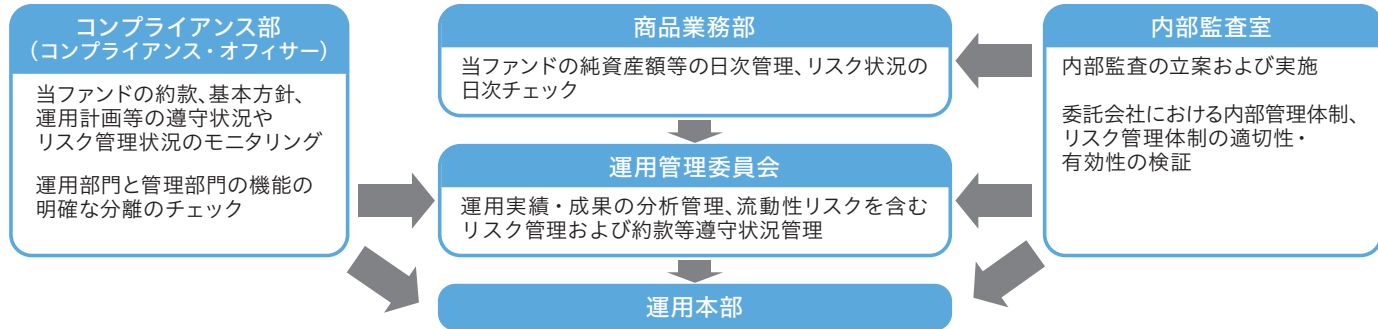 コンプライアンス部
（コンプライアンス・オフィサー）
当ファンドの約款、基本方針、
運用計画等の遵守状況や
リスク管理状況のモニタリング
運用部門と管理部門の機能の
明確な分離のチェック
商品業務部
当ファンドの純資産額等の日次管理、リスク状況の
日次チェック
運用管理委員会
運用実績・成果の分析管理、流動性リスクを含む
リスク管理および約款等遵守状況管理
運用本部
内部監査室
内部監査の立案および実施
委託会社における内部管理体制、
リスク管理体制の適切性・
有効性の検証